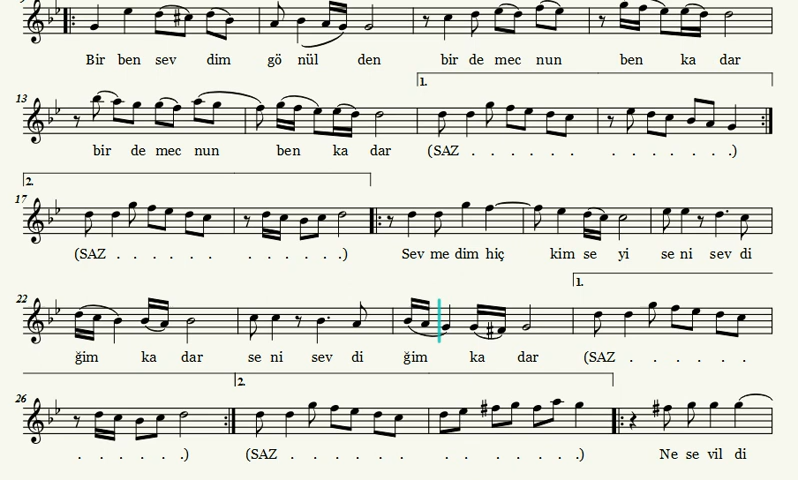 Bir ben sev dim gö nül den bir de mec nun ben ka dar
1.
13
bir de mec nun ben ka dar (SAZ . . . . . . . . . . .)
2.
17
(SAZ . . . . . . . . . .) Sev me dim hiç kim se yi se ni sev di
1.
22
ğim ka dar se ni sev di ğim ka dar (SAZ . . . . .
2.
26
. . . . .) (SAZ . . . . . . . . . . .) Ne se vil di